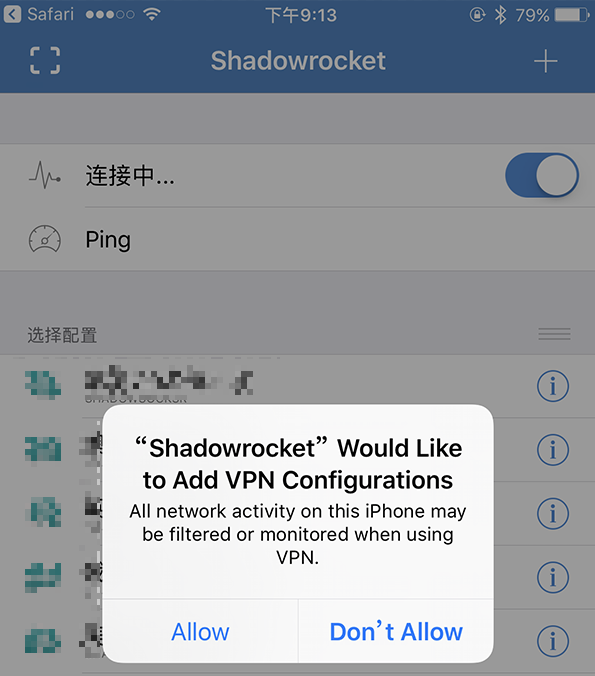 Safari
下午9:13
79%
Shadowrocket
连接中...
Ping
选择配置
“Shadowrocket” Would Like
to Add VPN Configurations
All network activity on this iPhone may
be filtered or monitored when using
VPN.
Allow
Don’t Allow